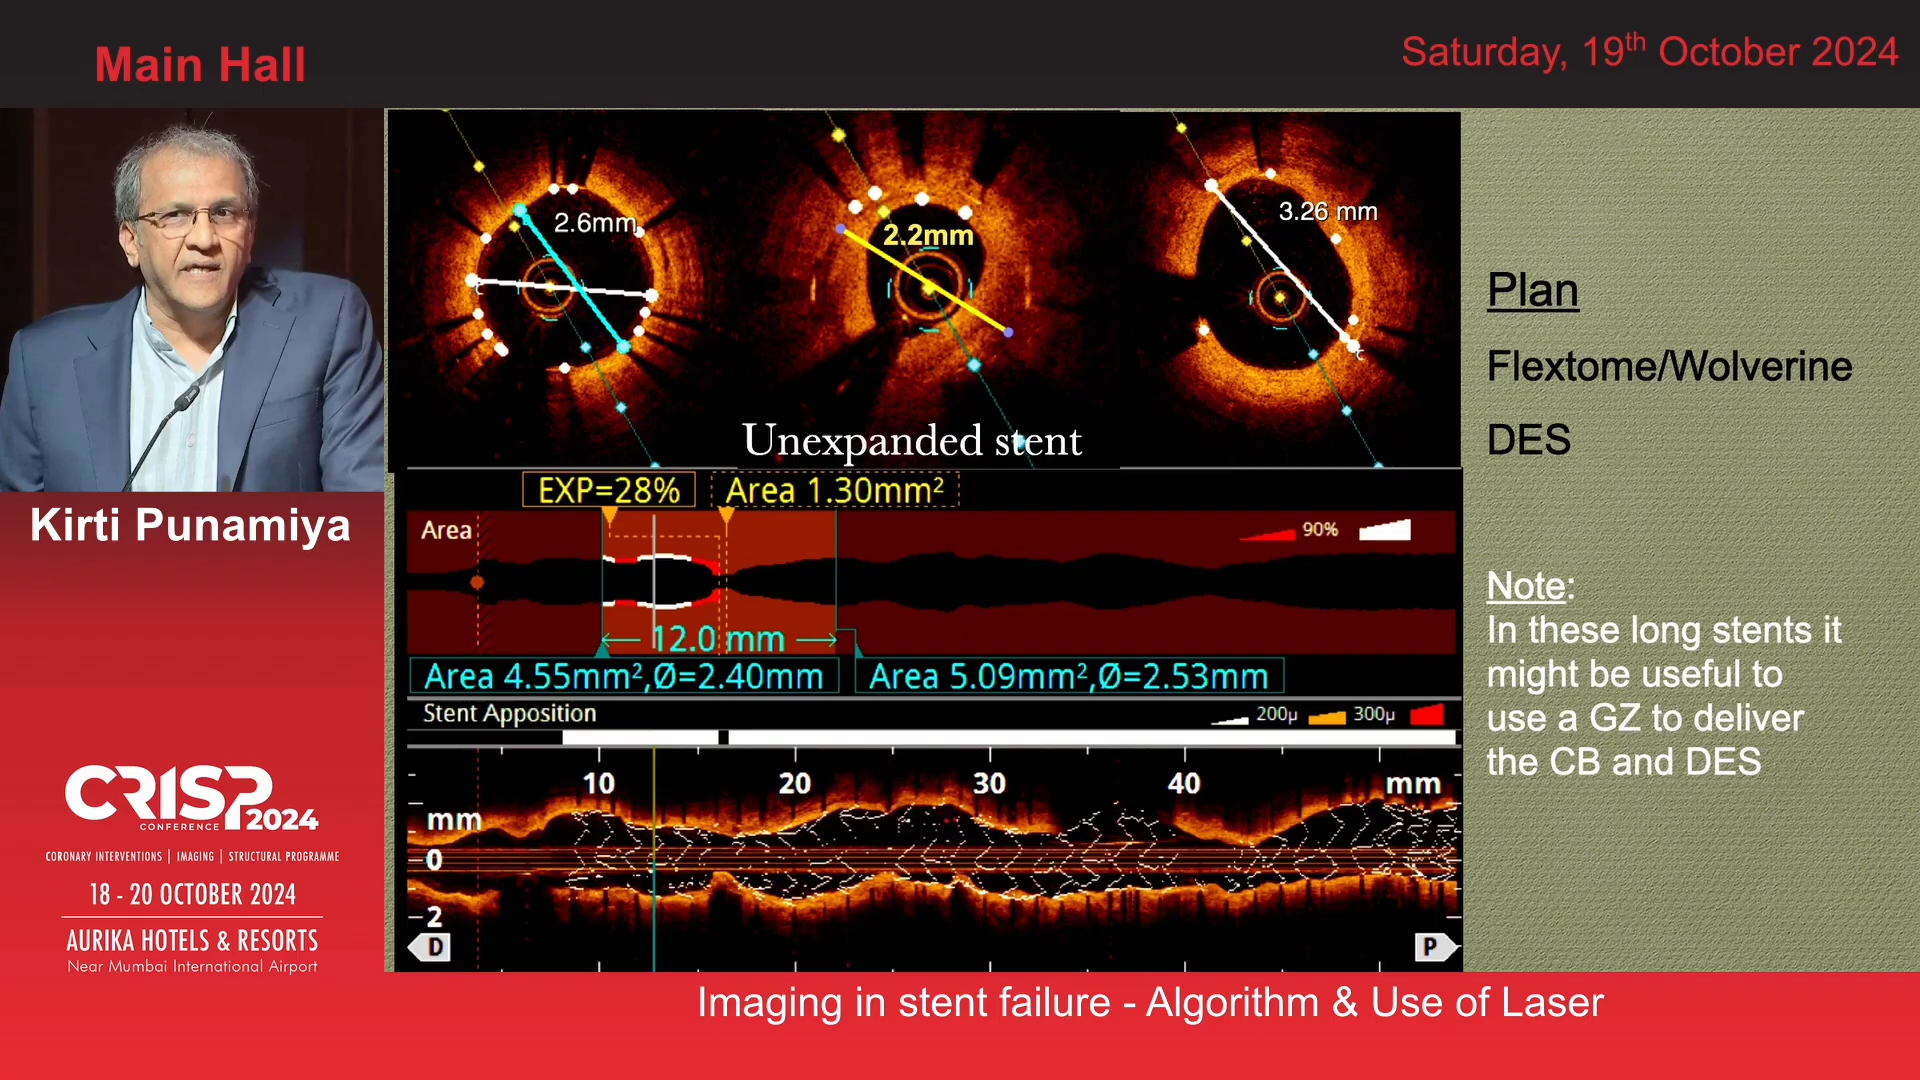 Main Hall
Saturday, 19th October 2024
2.6mm
2.2mm
3.26 mm
Unexpanded stent
EXP=28%
Area 1.30mm²
Area
90%
12.0 mm
Area 4.55mm²,Ø=2.40mm
Area 5.09mm²,Ø=2.53mm
Stent Apposition
200µ
300µ
10
20
30
40
mm
mm
0
2
D
P
Plan
Flextome/Wolverine
DES
Note:
In these long stents it
might be useful to
use a GZ to deliver
the CB and DES
Kirti Punamiya
CRISP
CONFERENCE 2024
CORONARY INTERVENTIONS | IMAGING | STRUCTURAL PROGRAMME
18 - 20 OCTOBER 2024
AURIKA HOTELS & RESORTS
Near Mumbai International Airport
Imaging in stent failure - Algorithm & Use of Laser